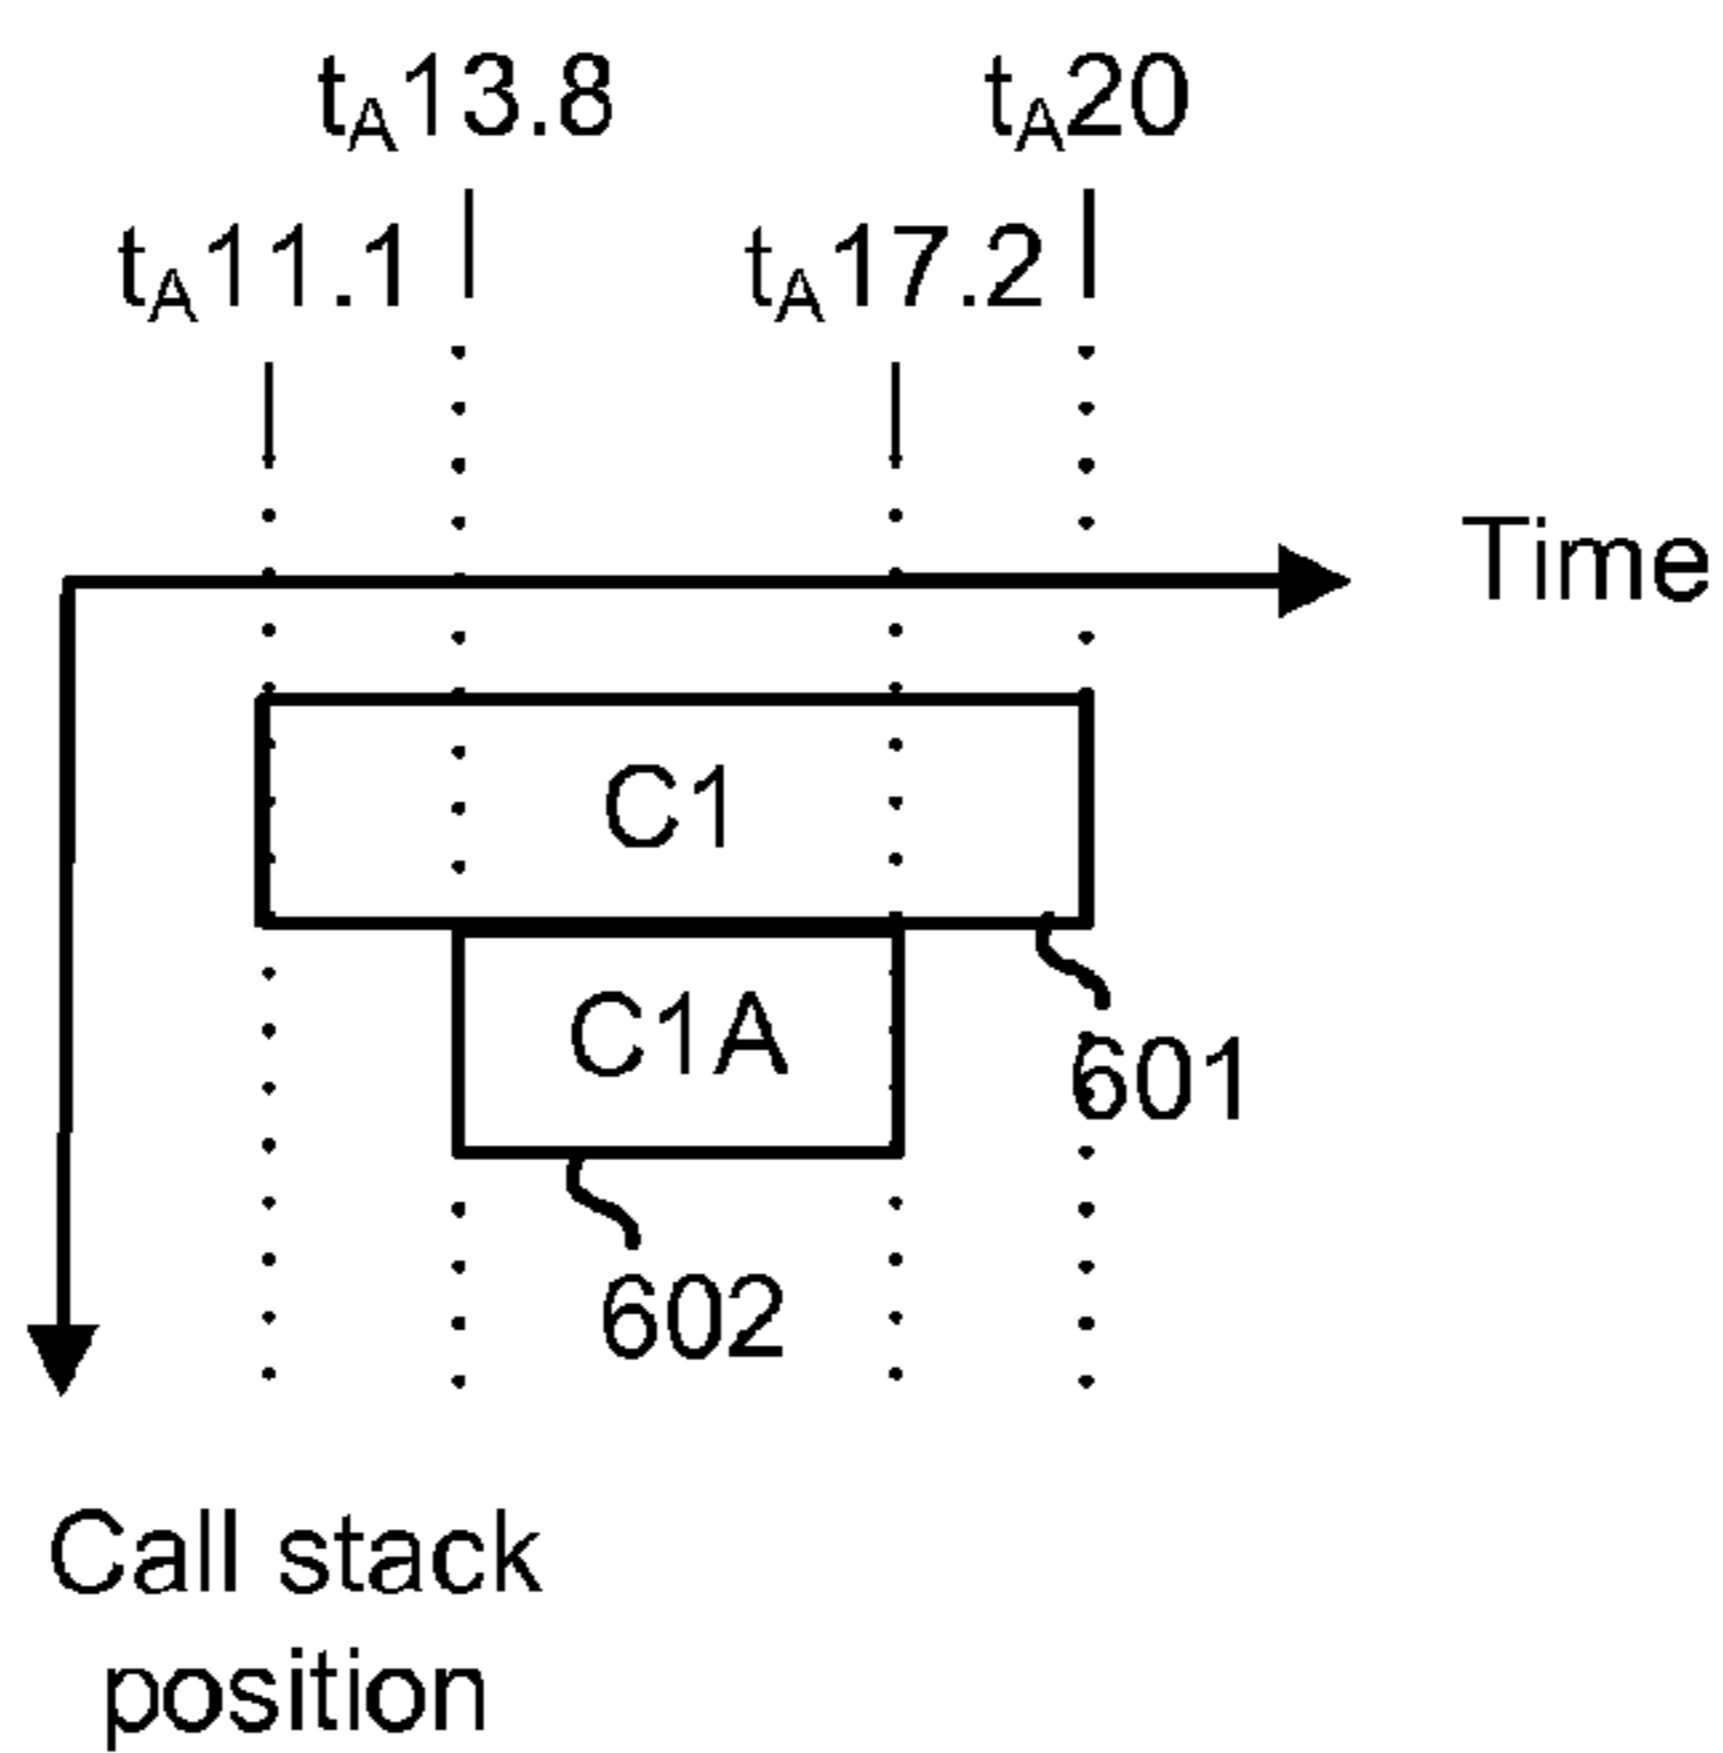 tA13.8 tA20
tA11.1 tA17.2
Time
C1
C1A
601
602
Call stack
position